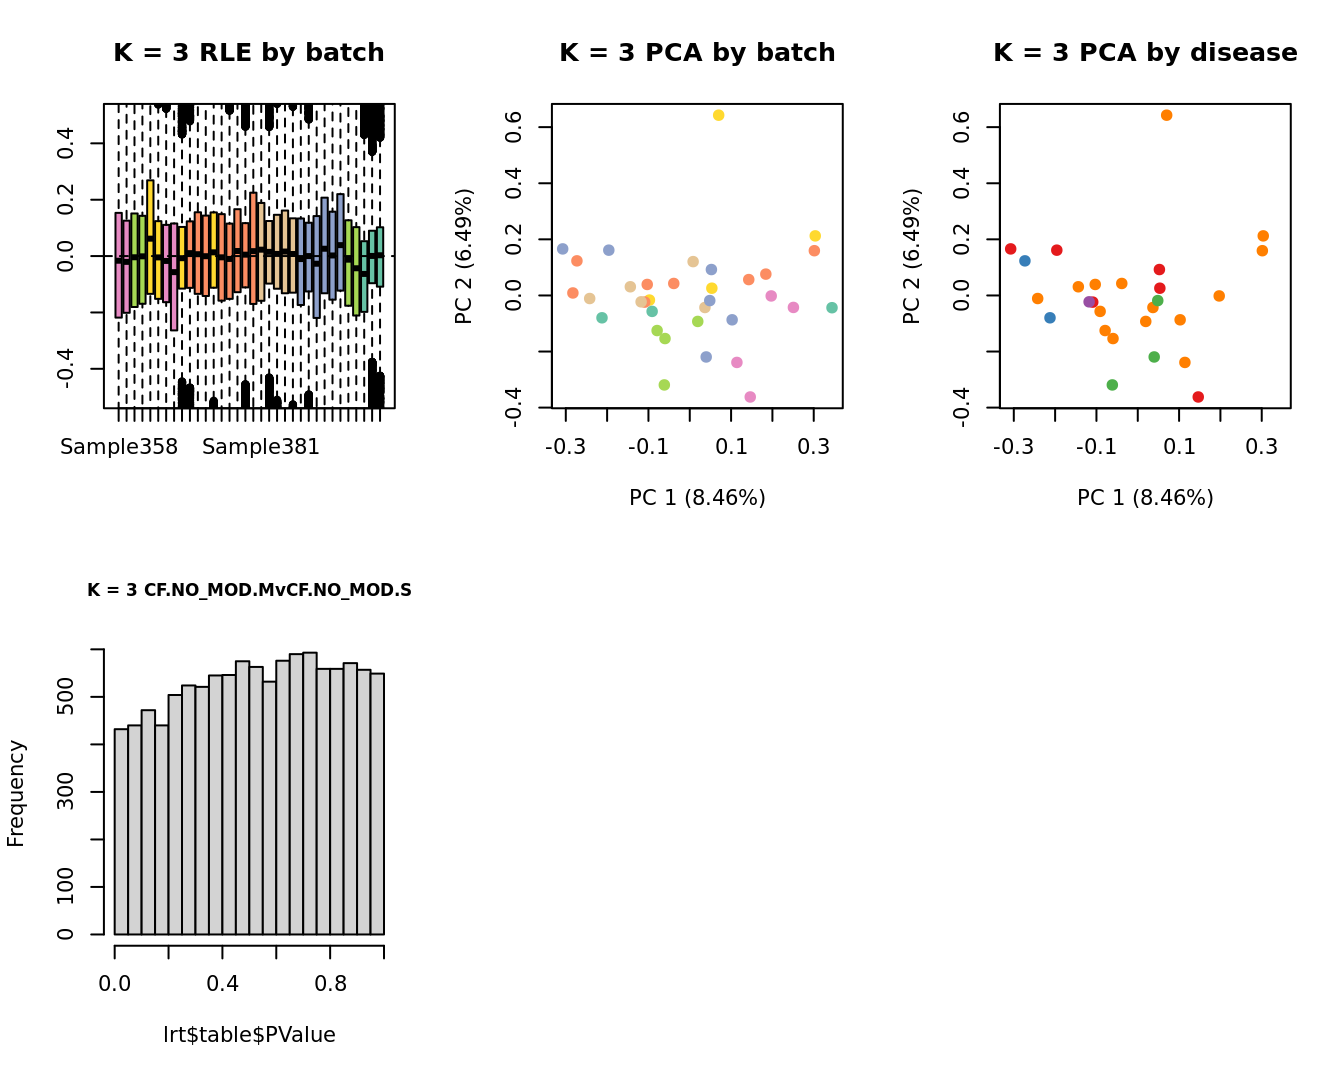 K = 3 RLE by batch
0.4
0.2
0.0
-0.4
Sample358 Sample381
K = 3 PCA by batch
PC 2 (6.49%)
0.6
0.4
0.2
0.0
-0.4
-0.3 -0.1 0.1 0.3
PC 1 (8.46%)
K = 3 PCA by disease
PC 2 (6.49%)
0.6
0.4
0.2
0.0
-0.4
-0.3 -0.1 0.1 0.3
PC 1 (8.46%)
K = 3 CF.NO_MOD.MvCF.NO_MOD.S
Frequency
500
300
100
0
0.0 0.4 0.8
lrt$table$PValue